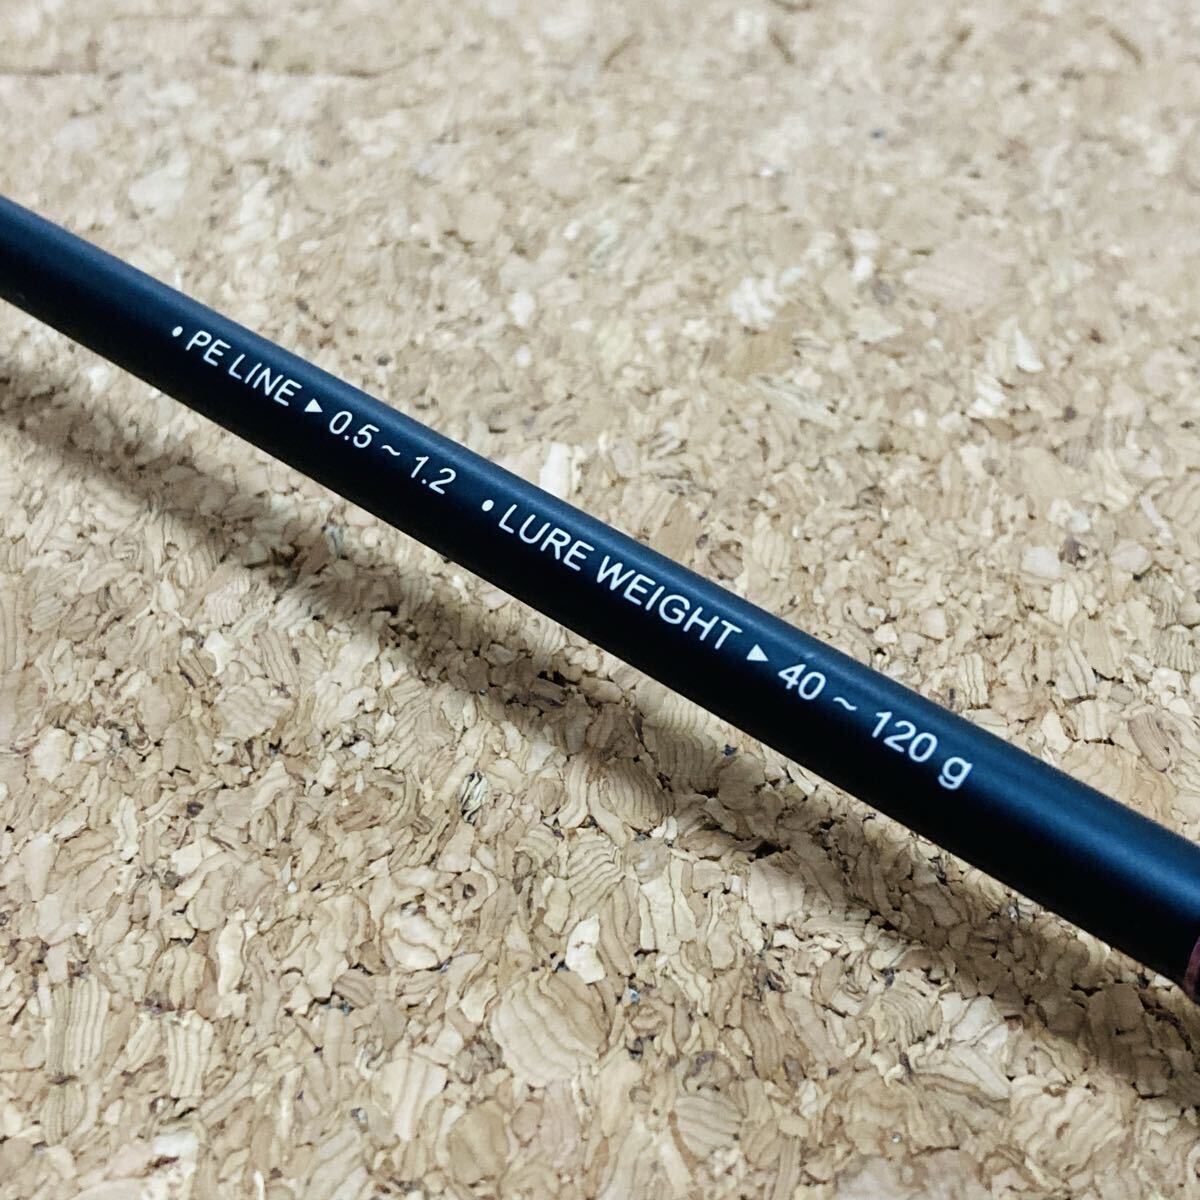 • PE LINE ▶ 0.5 ~ 1.2 • LURE WEIGHT ▶ 40 ~ 120 g